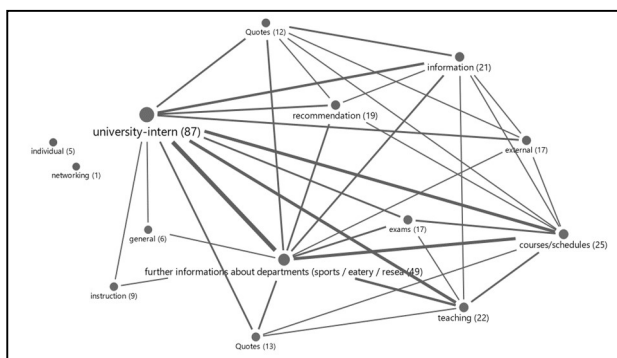 Quotes (12)
information (21)
recommendation (19)
university-intern (87)
individual (5)
external (17)
networking (1)
exams (17)
general (6)
courses/schedules (25)
further informations about departments (sports / eatery / resea (49)
instruction (9)
teaching (22)
Quotes (13)